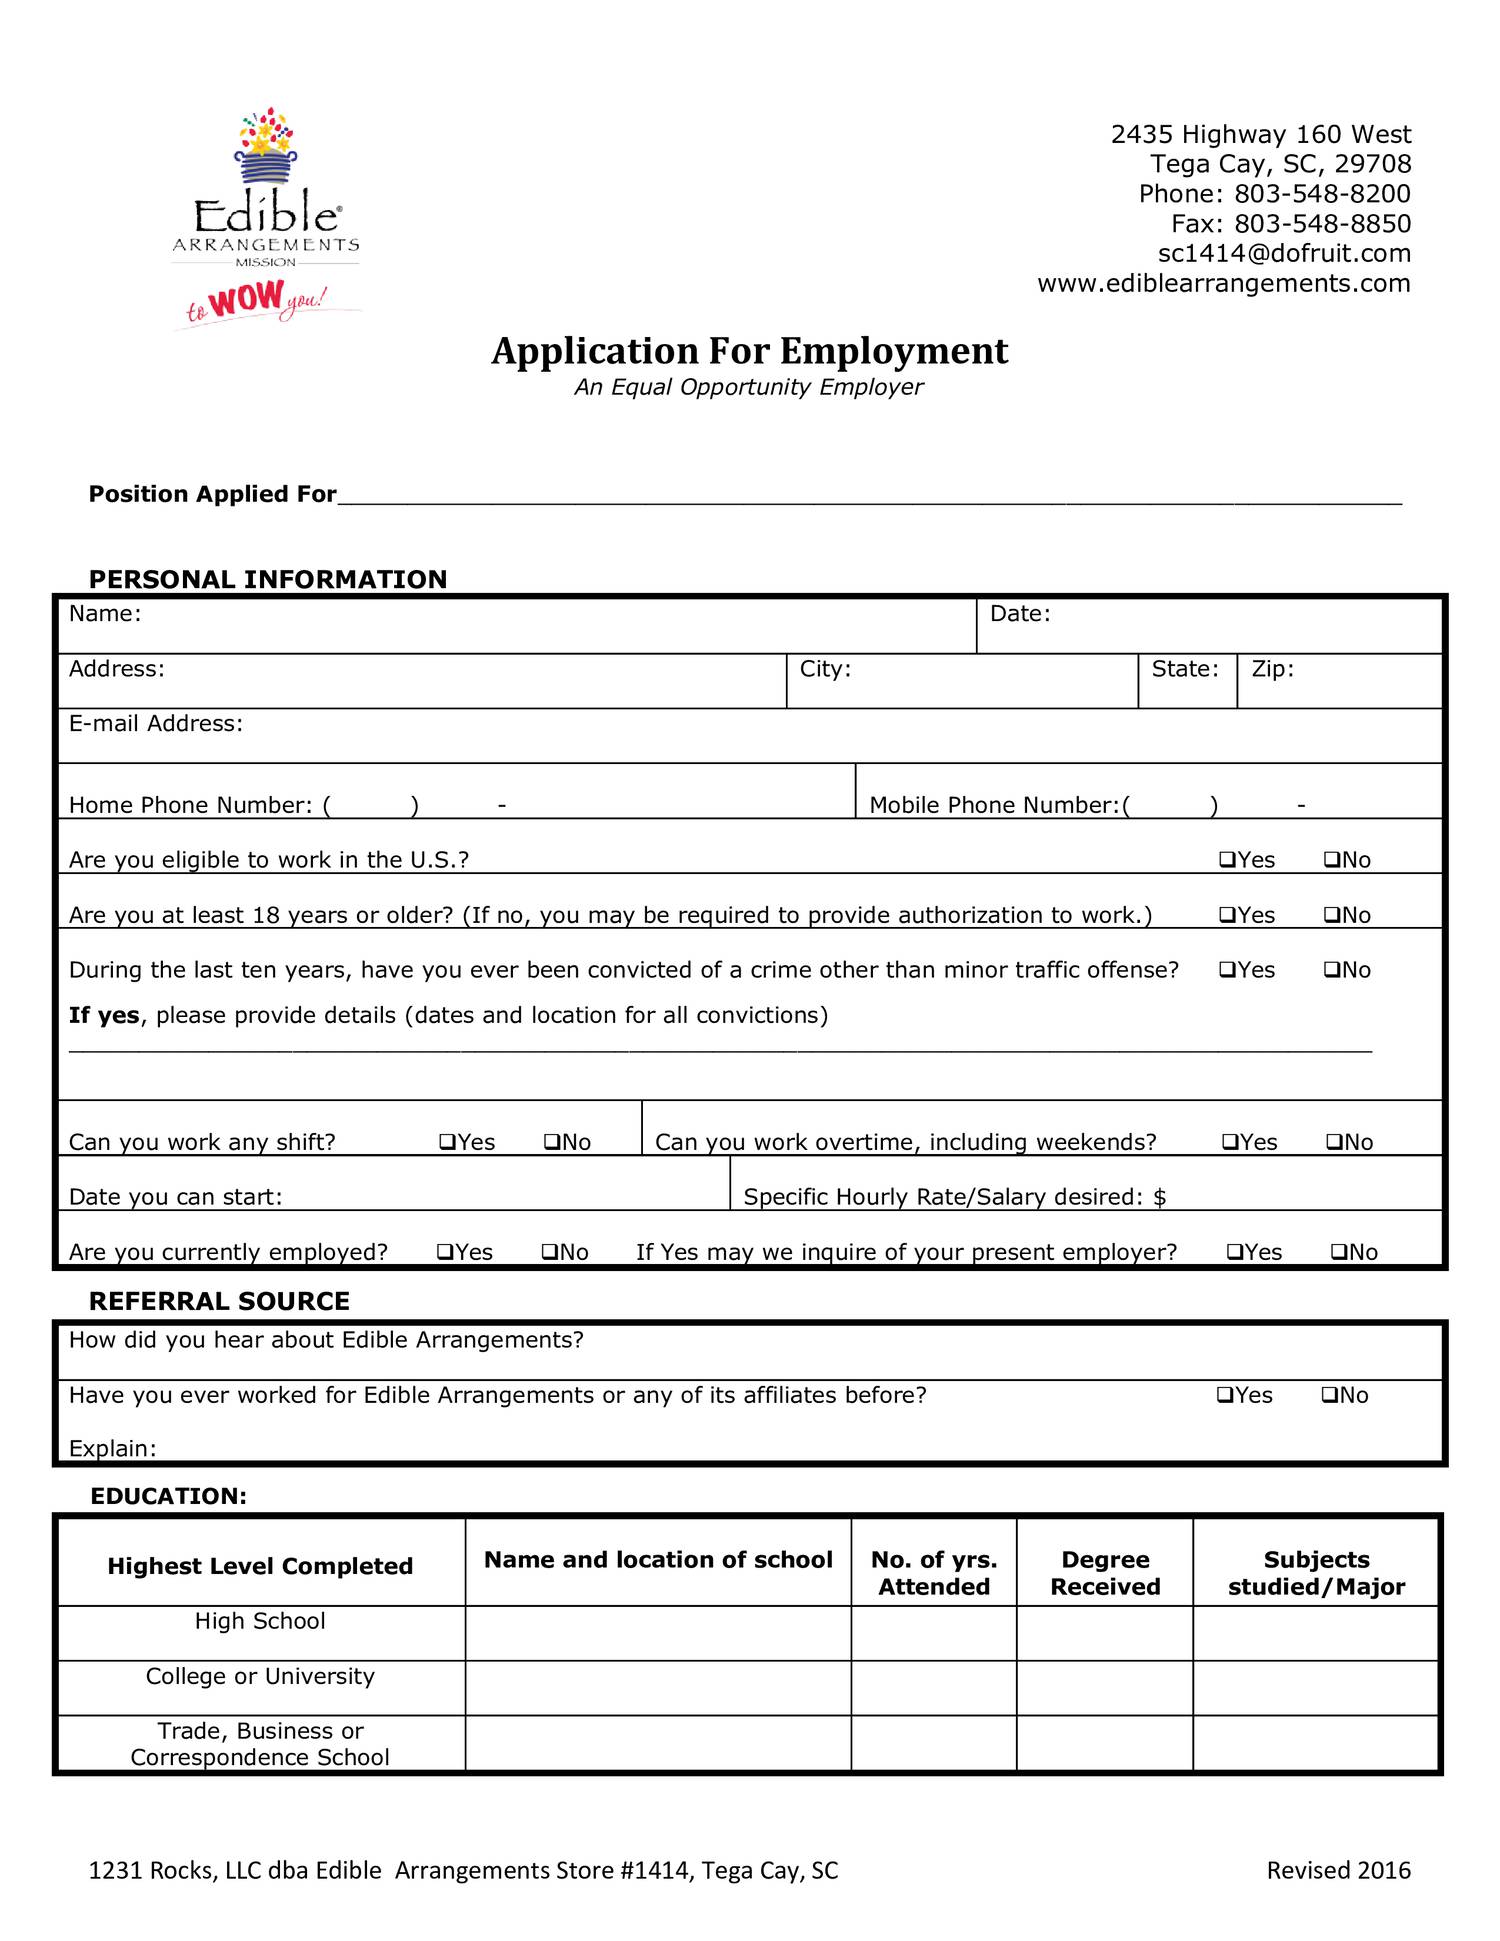 Edible®
ARRANGEMENTS
MISSION
to WOW you!
2435 Highway 160 West
Tega Cay, SC, 29708
Phone: 803-548-8200
Fax: 803-548-8850
sc1414@dofruit.com
www.ediblearrangements.com
Application For Employment
An Equal Opportunity Employer
Position Applied For
PERSONAL INFORMATION
Name: Date:
Address: City: State: Zip:
E-mail Address:
Home Phone Number: ( ) - Mobile Phone Number:( ) -
Are you eligible to work in the U.S.? ❑Yes ❑No
Are you at least 18 years or older? (If no, you may be required to provide authorization to work.) ❑Yes ❑No
During the last ten years, have you ever been convicted of a crime other than minor traffic offense? ❑Yes ❑No
If yes, please provide details (dates and location for all convictions)
Can you work any shift? ❑Yes ❑No Can you work overtime, including weekends? ❑Yes ❑No
Date you can start: Specific Hourly Rate/Salary desired: $
Are you currently employed? ❑Yes ❑No If Yes may we inquire of your present employer? ❑Yes ❑No
REFERRAL SOURCE
How did you hear about Edible Arrangements?
Have you ever worked for Edible Arrangements or any of its affiliates before? ❑Yes ❑No
Explain:
EDUCATION:
Highest Level Completed Name and location of school No. of yrs. Attended Degree Received Subjects studied/Major
High School
College or University
Trade, Business or
Correspondence School
1231 Rocks, LLC dba Edible Arrangements Store #1414, Tega Cay, SC Revised 2016